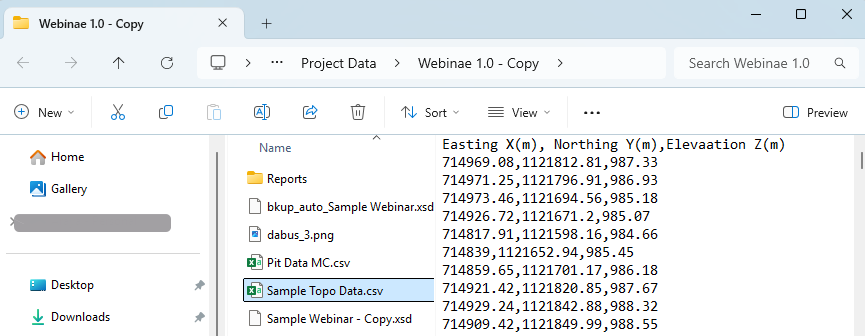 Webinae 1.0 - Copy
Project Data
Webinae 1.0 - Copy
Search Webinae 1.0
New
Sort
View
Preview
Home
Gallery
Desktop
Downloads
Name
Reports
bkup_auto_Sample Webinar.xsd
dabus_3.png
Pit Data MC.csv
Sample Topo Data.csv
Sample Webinar - Copy.xsd
Easting X(m), Northing Y(m),Elevaation Z(m)
714969.08,1121812.81,987.33
714971.25,1121796.91,986.93
714973.46,1121694.56,985.18
714926.72,1121671.2,985.07
714817.91,1121598.16,984.66
714839,1121652.94,985.45
714859.65,1121701.17,986.18
714921.42,1121820.85,987.67
714929.24,1121842.88,988.32
714909.42,1121849.99,988.55